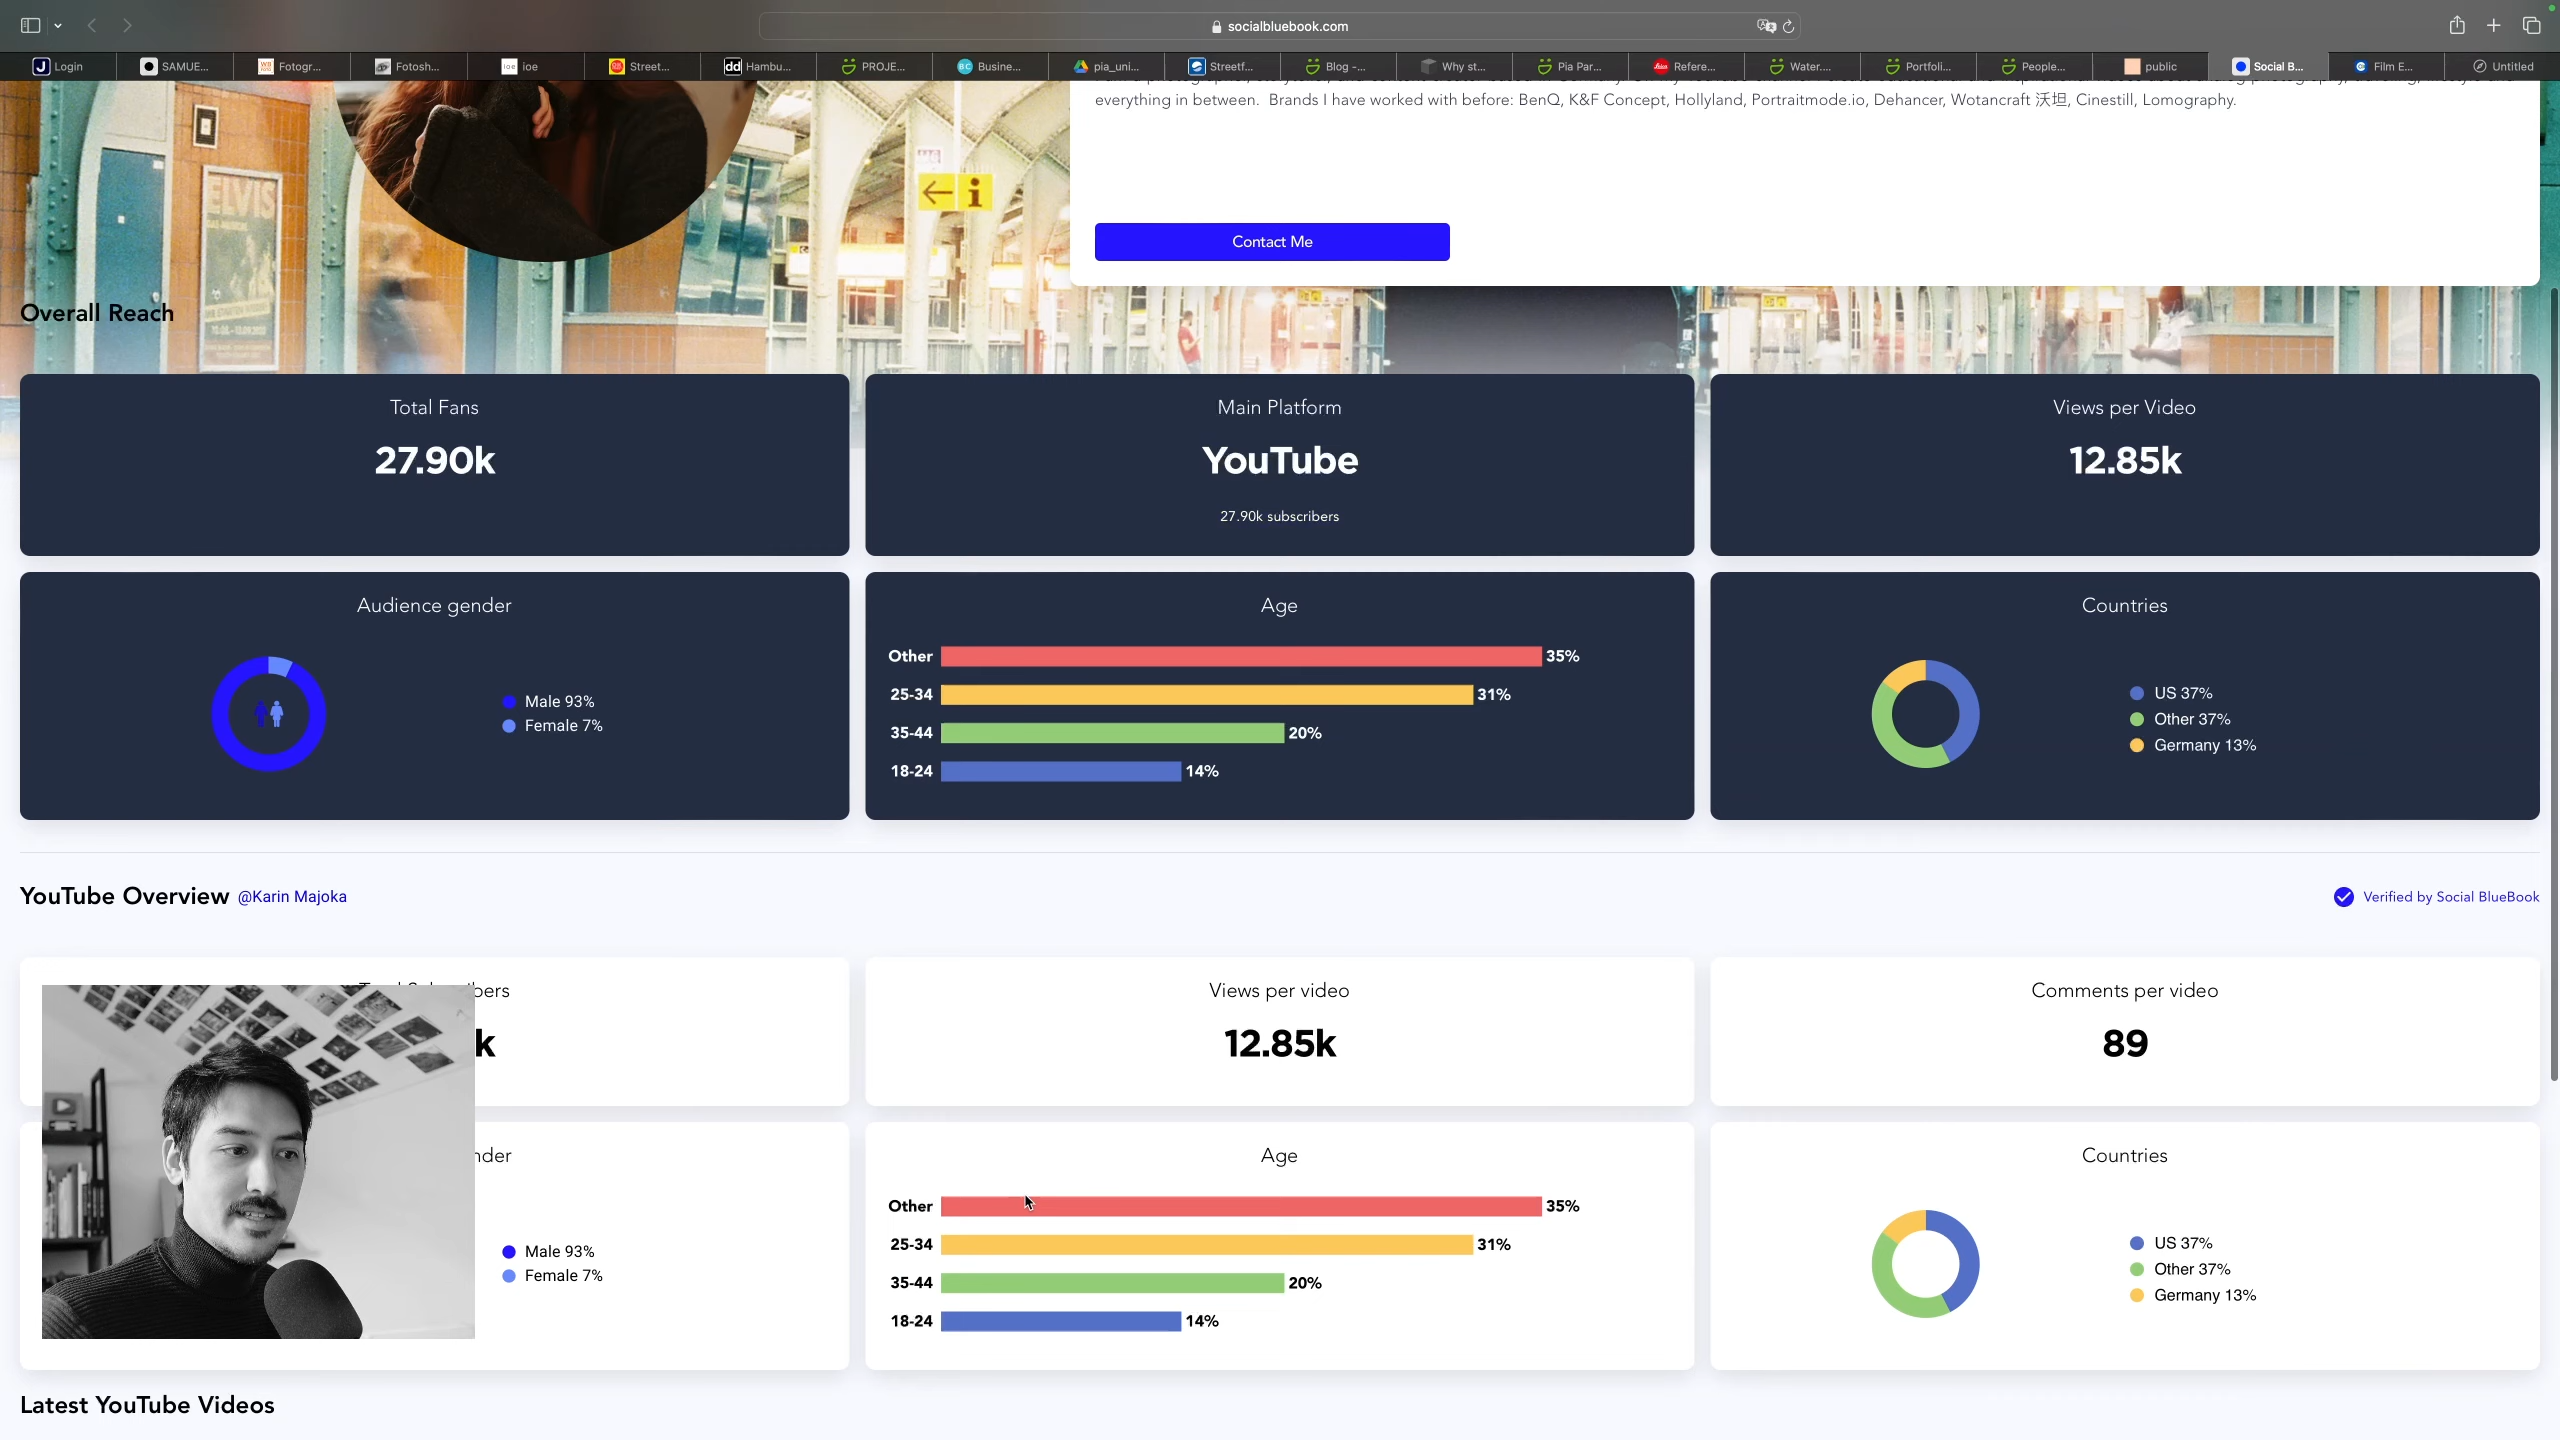 socialbluebook.com
Login
SAMUE...
Fotogr...
Fotosh...
ioe
Street...
Hambu...
PROJE...
Busine...
pia_uni...
Streetf...
Blog -...
Why st...
Pia Par...
Refere...
Water....
Portfoli...
People...
public
Social B...
Film E...
Untitled
everything in between.  Brands I have worked with before: BenQ, K&F Concept, Hollyland, Portraitmode.io, Dehancer, Wotancraft 沃坦, Cinestill, Lomography.
ELVIS
i
Contact Me
Overall Reach
Total Fans
27.90k
Main Platform
YouTube
27.90k subscribers
Views per Video
12.85k
Audience gender
Male 93%
Female 7%
Age
Other 35%
25-34 31%
35-44 20%
18-24 14%
Countries
US 37%
Other 37%
Germany 13%
YouTube Overview @Karin Majoka
Verified by Social BlueBook
k
Views per video
12.85k
Comments per video
89
Male 93%
Female 7%
Age
Other 35%
25-34 31%
35-44 20%
18-24 14%
Countries
US 37%
Other 37%
Germany 13%
Latest YouTube Videos